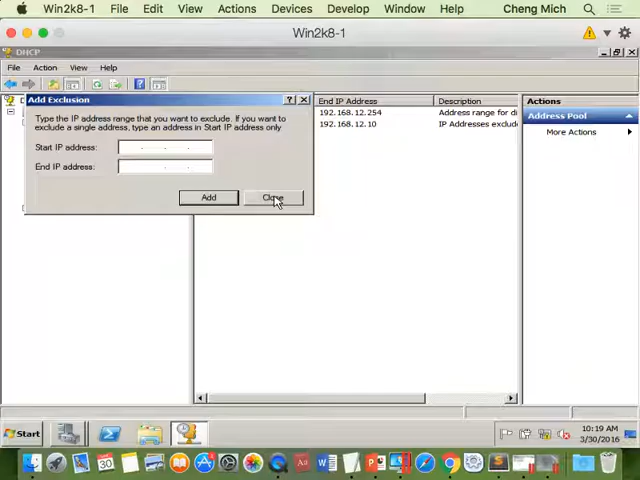 Win2k8-1 File Edit View Actions Devices Develop Window Help Cheng Mich
Win2k8-1
DHCP
File Action View Help
Add Exclusion
Type the IP address range that you want to exclude. If you want to
exclude a single address, type an address in Start IP address only
Start IP address:
End IP address:
Add Close
End IP Address Description
192.168.12.254 Address range for di
192.168.12.10 IP Addresses exclude
Actions
Address Pool
More Actions
Start
10:19 AM
3/30/2016
30